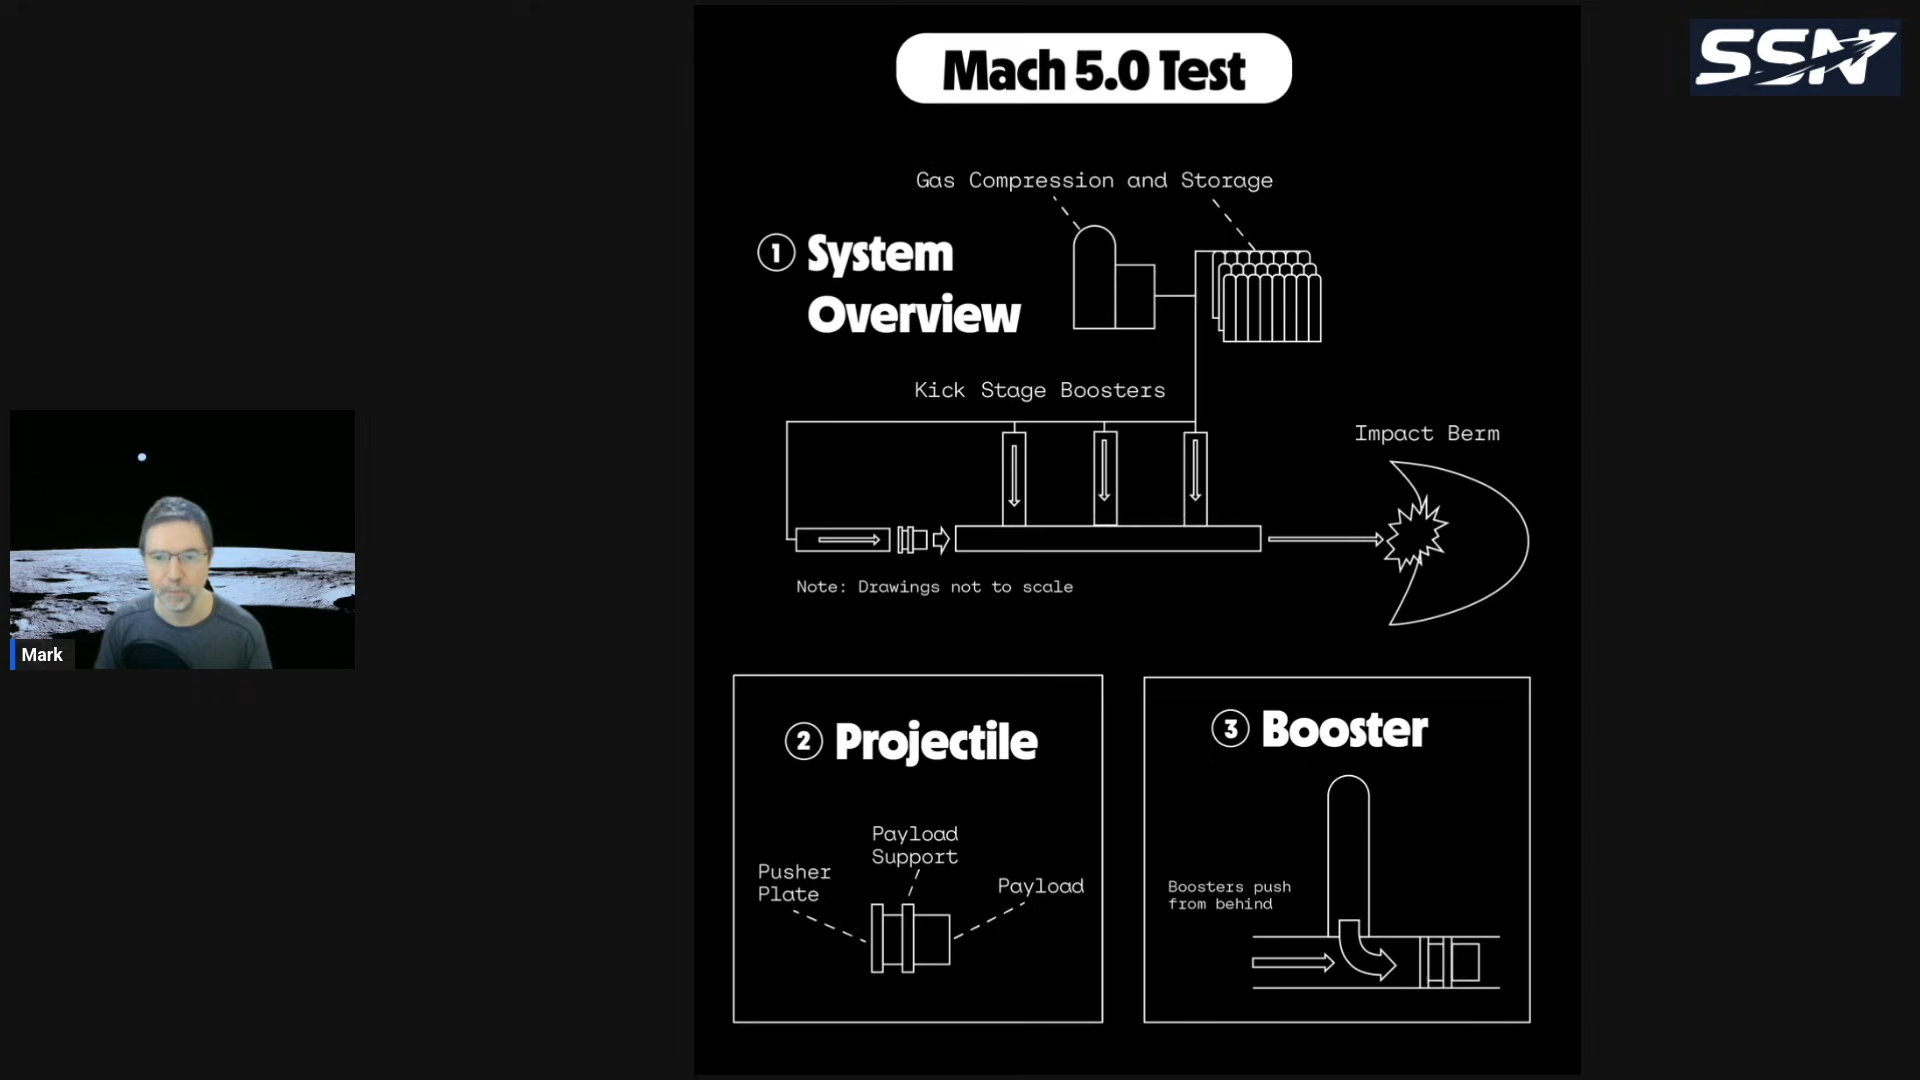 Mach 5.0 Test
SSN
Gas Compression and Storage
1 System
Overview
Kick Stage Boosters
Impact Berm
Note: Drawings not to scale
Mark
2 Projectile
Payload
Support
Pusher
Plate
Payload
3 Booster
Boosters push
from behind